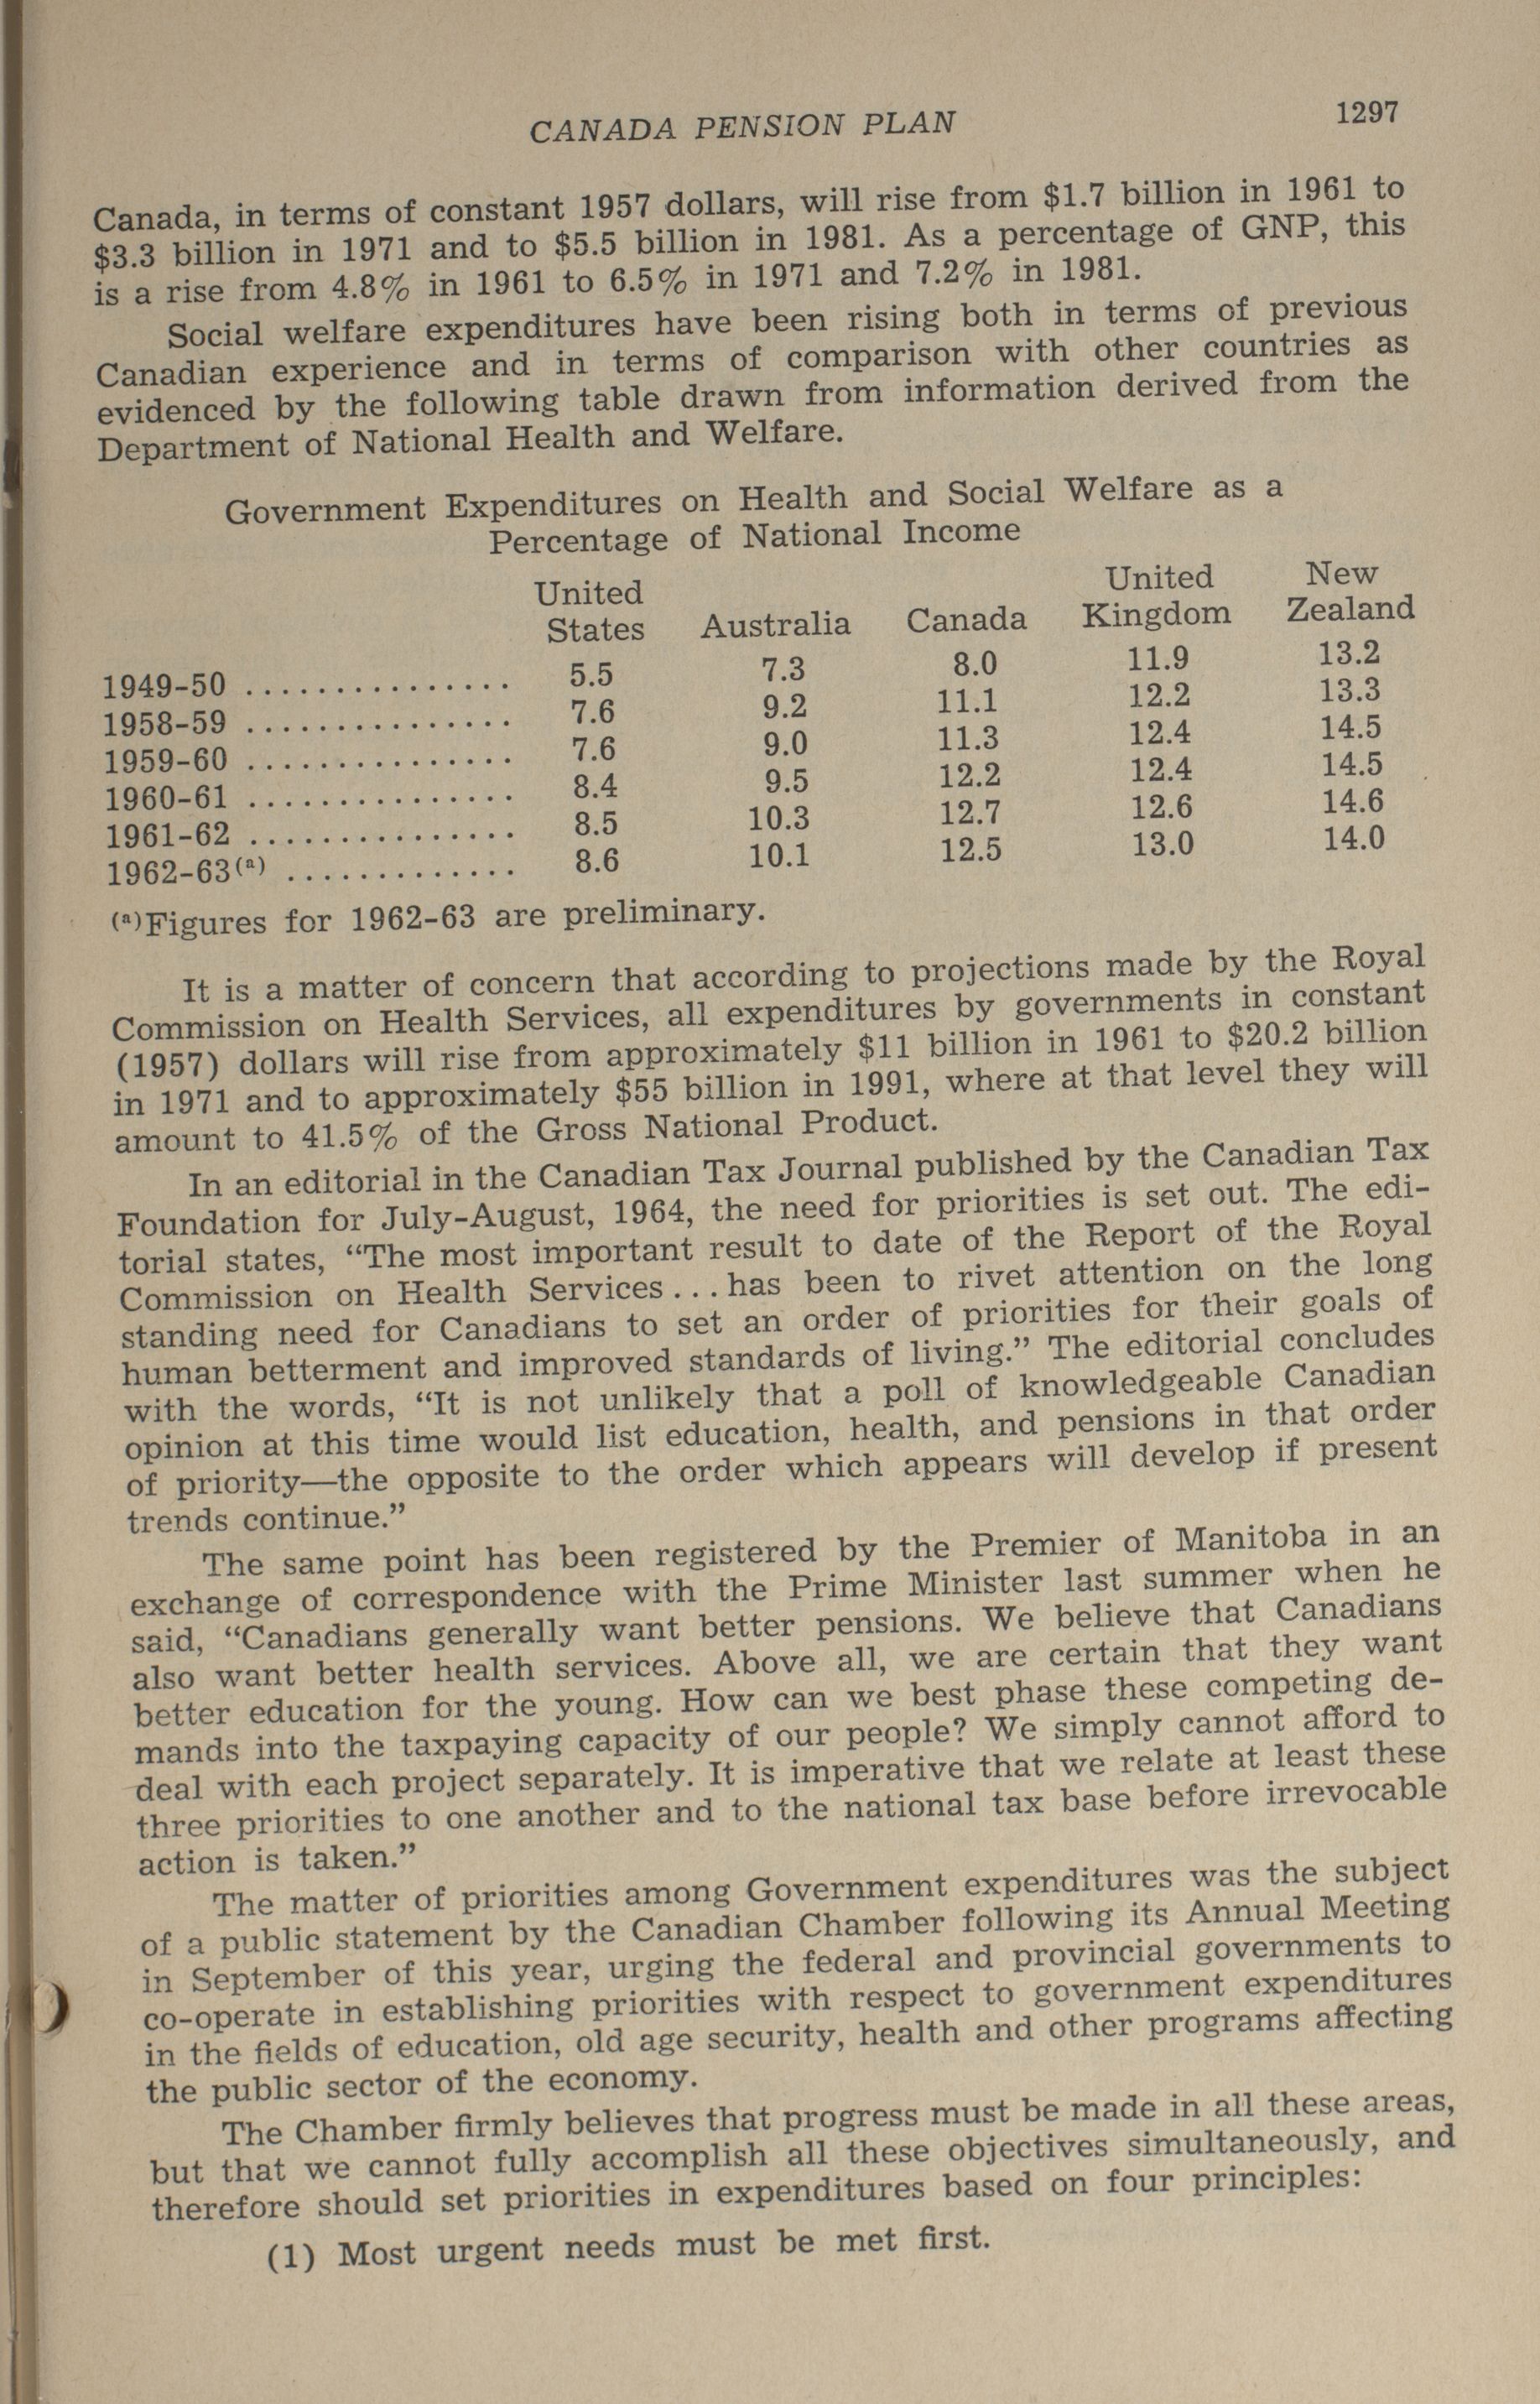 CANADA PENSION PLAN 1297
Canada, in terms of constant 1957 dollars, will rise from $1.7 billion in 1961 to
$3.3 billion in 1971 and to $5.5 billion in 1981. As a percentage of GNP, this
is a rise from 4.8% in 1961 to 6.5% in 1971 and 7.2% in 1981.
Social welfare expenditures have been rising both in terms of previous
Canadian experience and in terms of comparison with other countries as
evidenced by the following table drawn from information derived from the
Department of National Health and Welfare.
Government Expenditures on Health and Social Welfare as a
Percentage of National Income
United United New
States Australia Canada Kingdom Zealand
1949-50 ............... 5.5 7.3 8.0 11.9 13.2
1958-59 ............... 7.6 9.2 11.1 12.2 13.3
1959-60 ............... 7.6 9.0 11.3 12.4 14.5
1960-61 ............... 8.4 9.5 12.2 12.4 14.5
1961-62 ............... 8.5 10.3 12.7 12.6 14.6
1962-63(a) ............. 8.6 10.1 12.5 13.0 14.0
(a)Figures for 1962-63 are preliminary.
It is a matter of concern that according to projections made by the Royal
Commission on Health Services, all expenditures by governments in constant
(1957) dollars will rise from approximately $11 billion in 1961 to $20.2 billion
in 1971 and to approximately $55 billion in 1991, where at that level they will
amount to 41.5% of the Gross National Product.
In an editorial in the Canadian Tax Journal published by the Canadian Tax
Foundation for July-August, 1964, the need for priorities is set out. The edi-
torial states, “The most important result to date of the Report of the Royal
Commission on Health Services... has been to rivet attention on the long
standing need for Canadians to set an order of priorities for their goals of
human betterment and improved standards of living.” The editorial concludes
with the words, “It is not unlikely that a poll of knowledgeable Canadian
opinion at this time would list education, health, and pensions in that order
of priority—the opposite to the order which appears will develop if present
trends continue.”
The same point has been registered by the Premier of Manitoba in an
exchange of correspondence with the Prime Minister last summer when he
said, “Canadians generally want better pensions. We believe that Canadians
also want better health services. Above all, we are certain that they want
better education for the young. How can we best phase these competing de-
mands into the taxpaying capacity of our people? We simply cannot afford to
deal with each project separately. It is imperative that we relate at least these
three priorities to one another and to the national tax base before irrevocable
action is taken.”
The matter of priorities among Government expenditures was the subject
of a public statement by the Canadian Chamber following its Annual Meeting
in September of this year, urging the federal and provincial governments to
co-operate in establishing priorities with respect to government expenditures
in the fields of education, old age security, health and other programs affecting
the public sector of the economy.
The Chamber firmly believes that progress must be made in all these areas,
but that we cannot fully accomplish all these objectives simultaneously, and
therefore should set priorities in expenditures based on four principles:
(1) Most urgent needs must be met first.